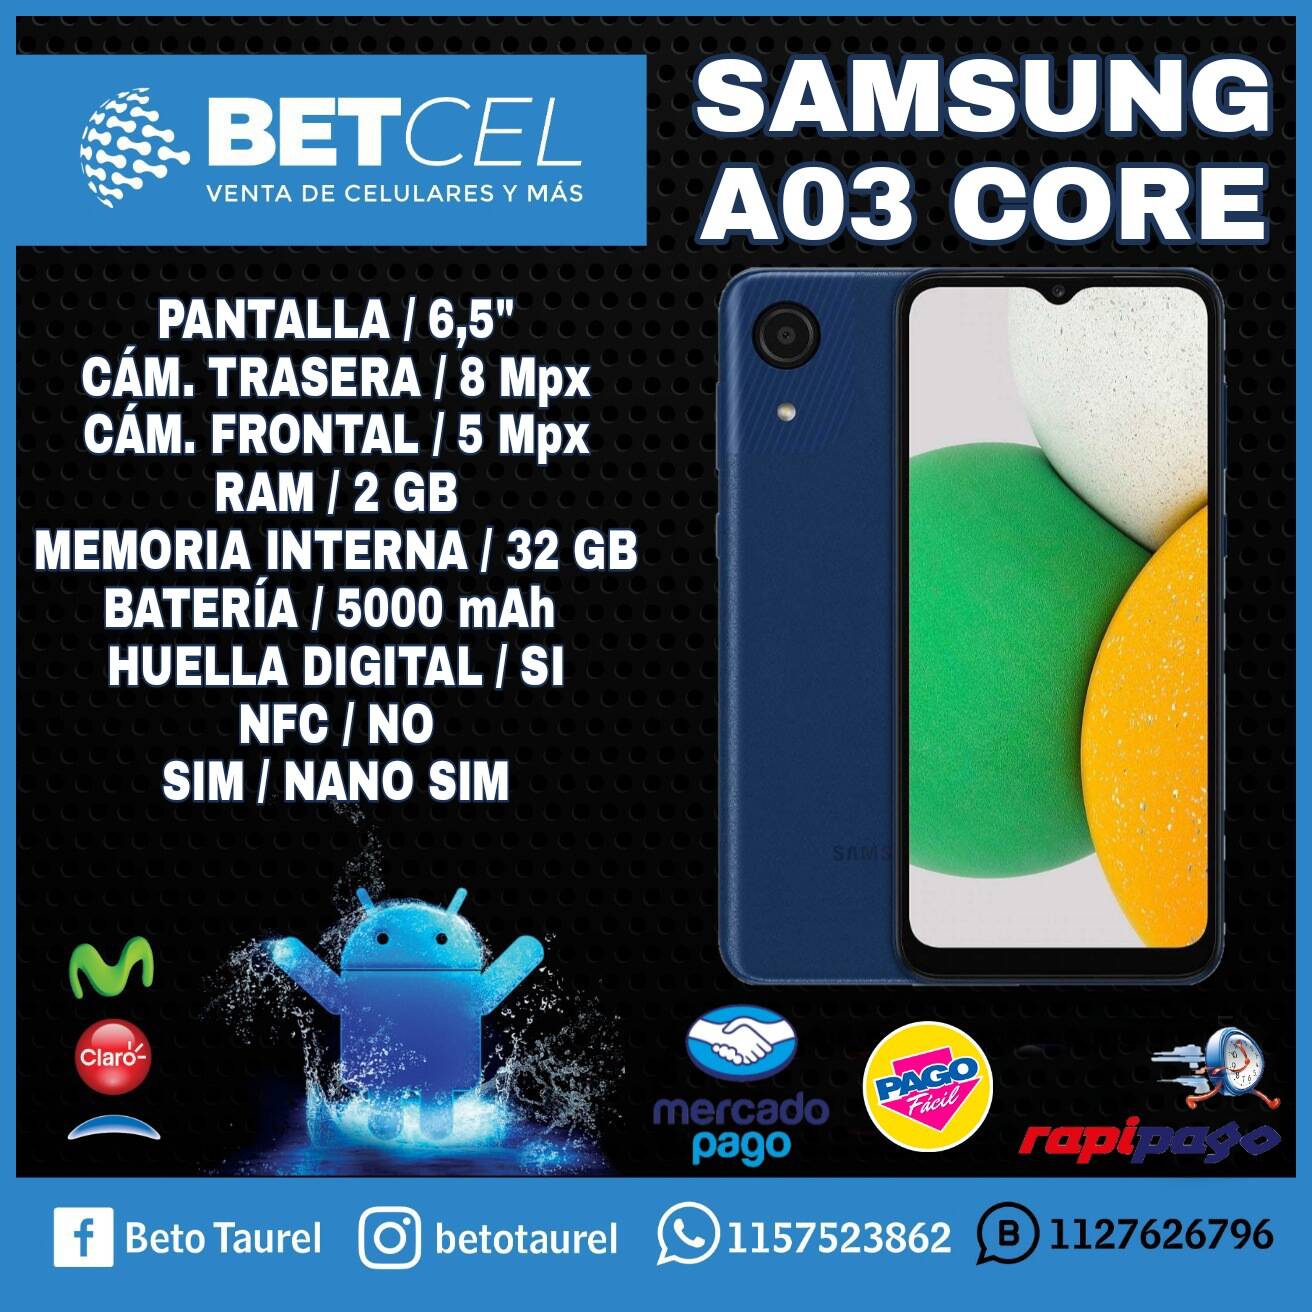 BETCEL
VENTA DE CELULARES Y MÁS
SAMSUNG
A03 CORE
PANTALLA / 6,5"
CÁM. TRASERA / 8 Mpx
CÁM. FRONTAL / 5 Mpx
RAM / 2 GB
MEMORIA INTERNA / 32 GB
BATERÍA / 5000 mAh
HUELLA DIGITAL / SI
NFC / NO
SIM / NANO SIM
SAMS
Claro
mercado
pago
PAGO
Fácil
rapipago
Beto Taurel
betotaurel
1157523862
B 1127626796